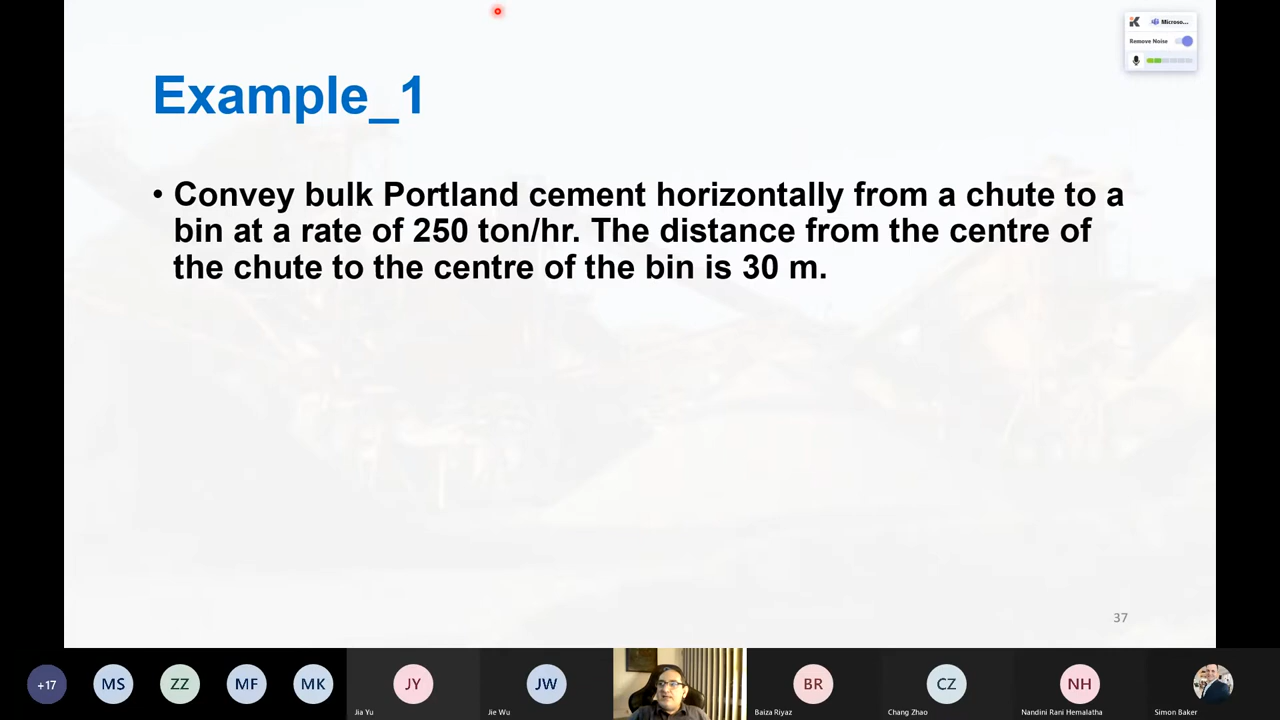 Microso...
Remove Noise
Example_1
• Convey bulk Portland cement horizontally from a chute to a
bin at a rate of 250 ton/hr. The distance from the centre of
the chute to the centre of the bin is 30 m.
37
+17
MS
ZZ
MF
MK
JY
Jia Yu
JW
Jie Wu
BR
Baiza Riyaz
CZ
Chang Zhao
NH
Nandini Rani Hemalatha
Simon Baker